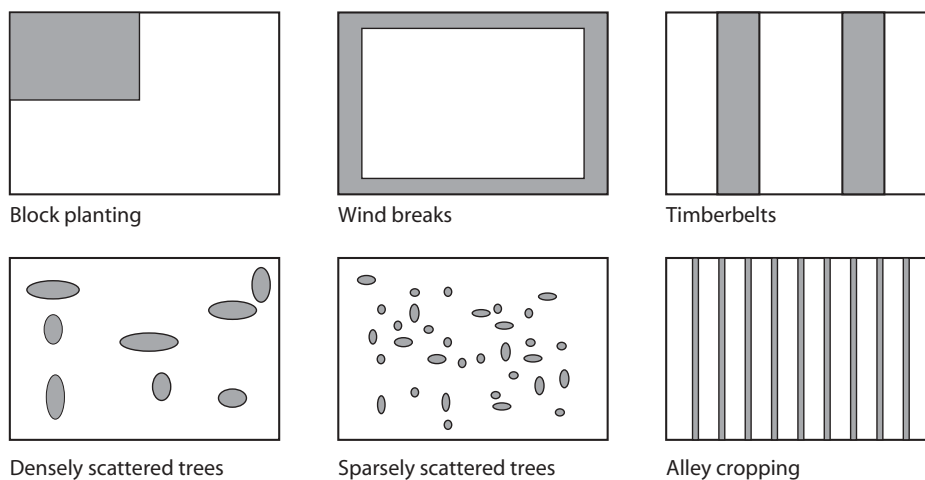 Block planting
Wind breaks
Timberbelts
Densely scattered trees
Sparsely scattered trees
Alley cropping